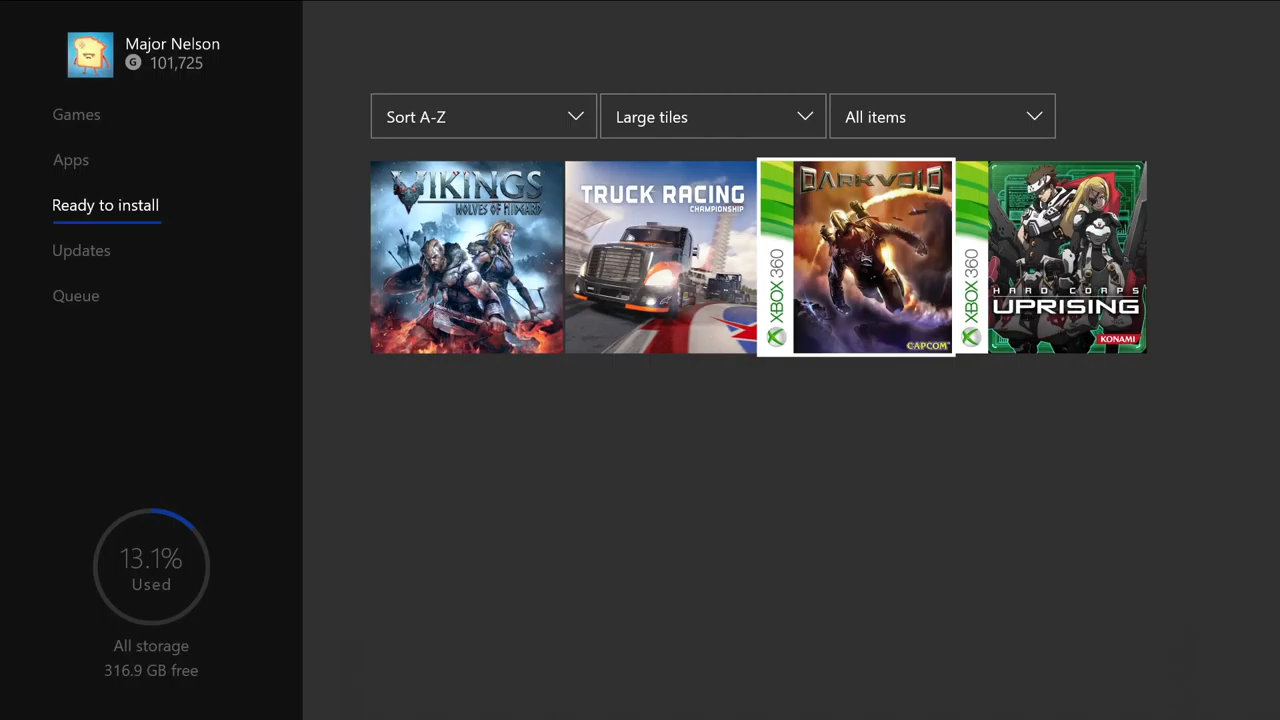 Major Nelson
G 101,725
Games
Apps
Ready to install
Updates
Queue
13.1%
Used
All storage
316.9 GB free
Sort A-Z
Large tiles
All items
VIKINGS
WOLVES OF MIDGARD
TRUCK RACING
CHAMPIONSHIP
XBOX 360
DARK VOID
CAPCOM
XBOX 360
HARD CORPS
UPRISING
KONAMI